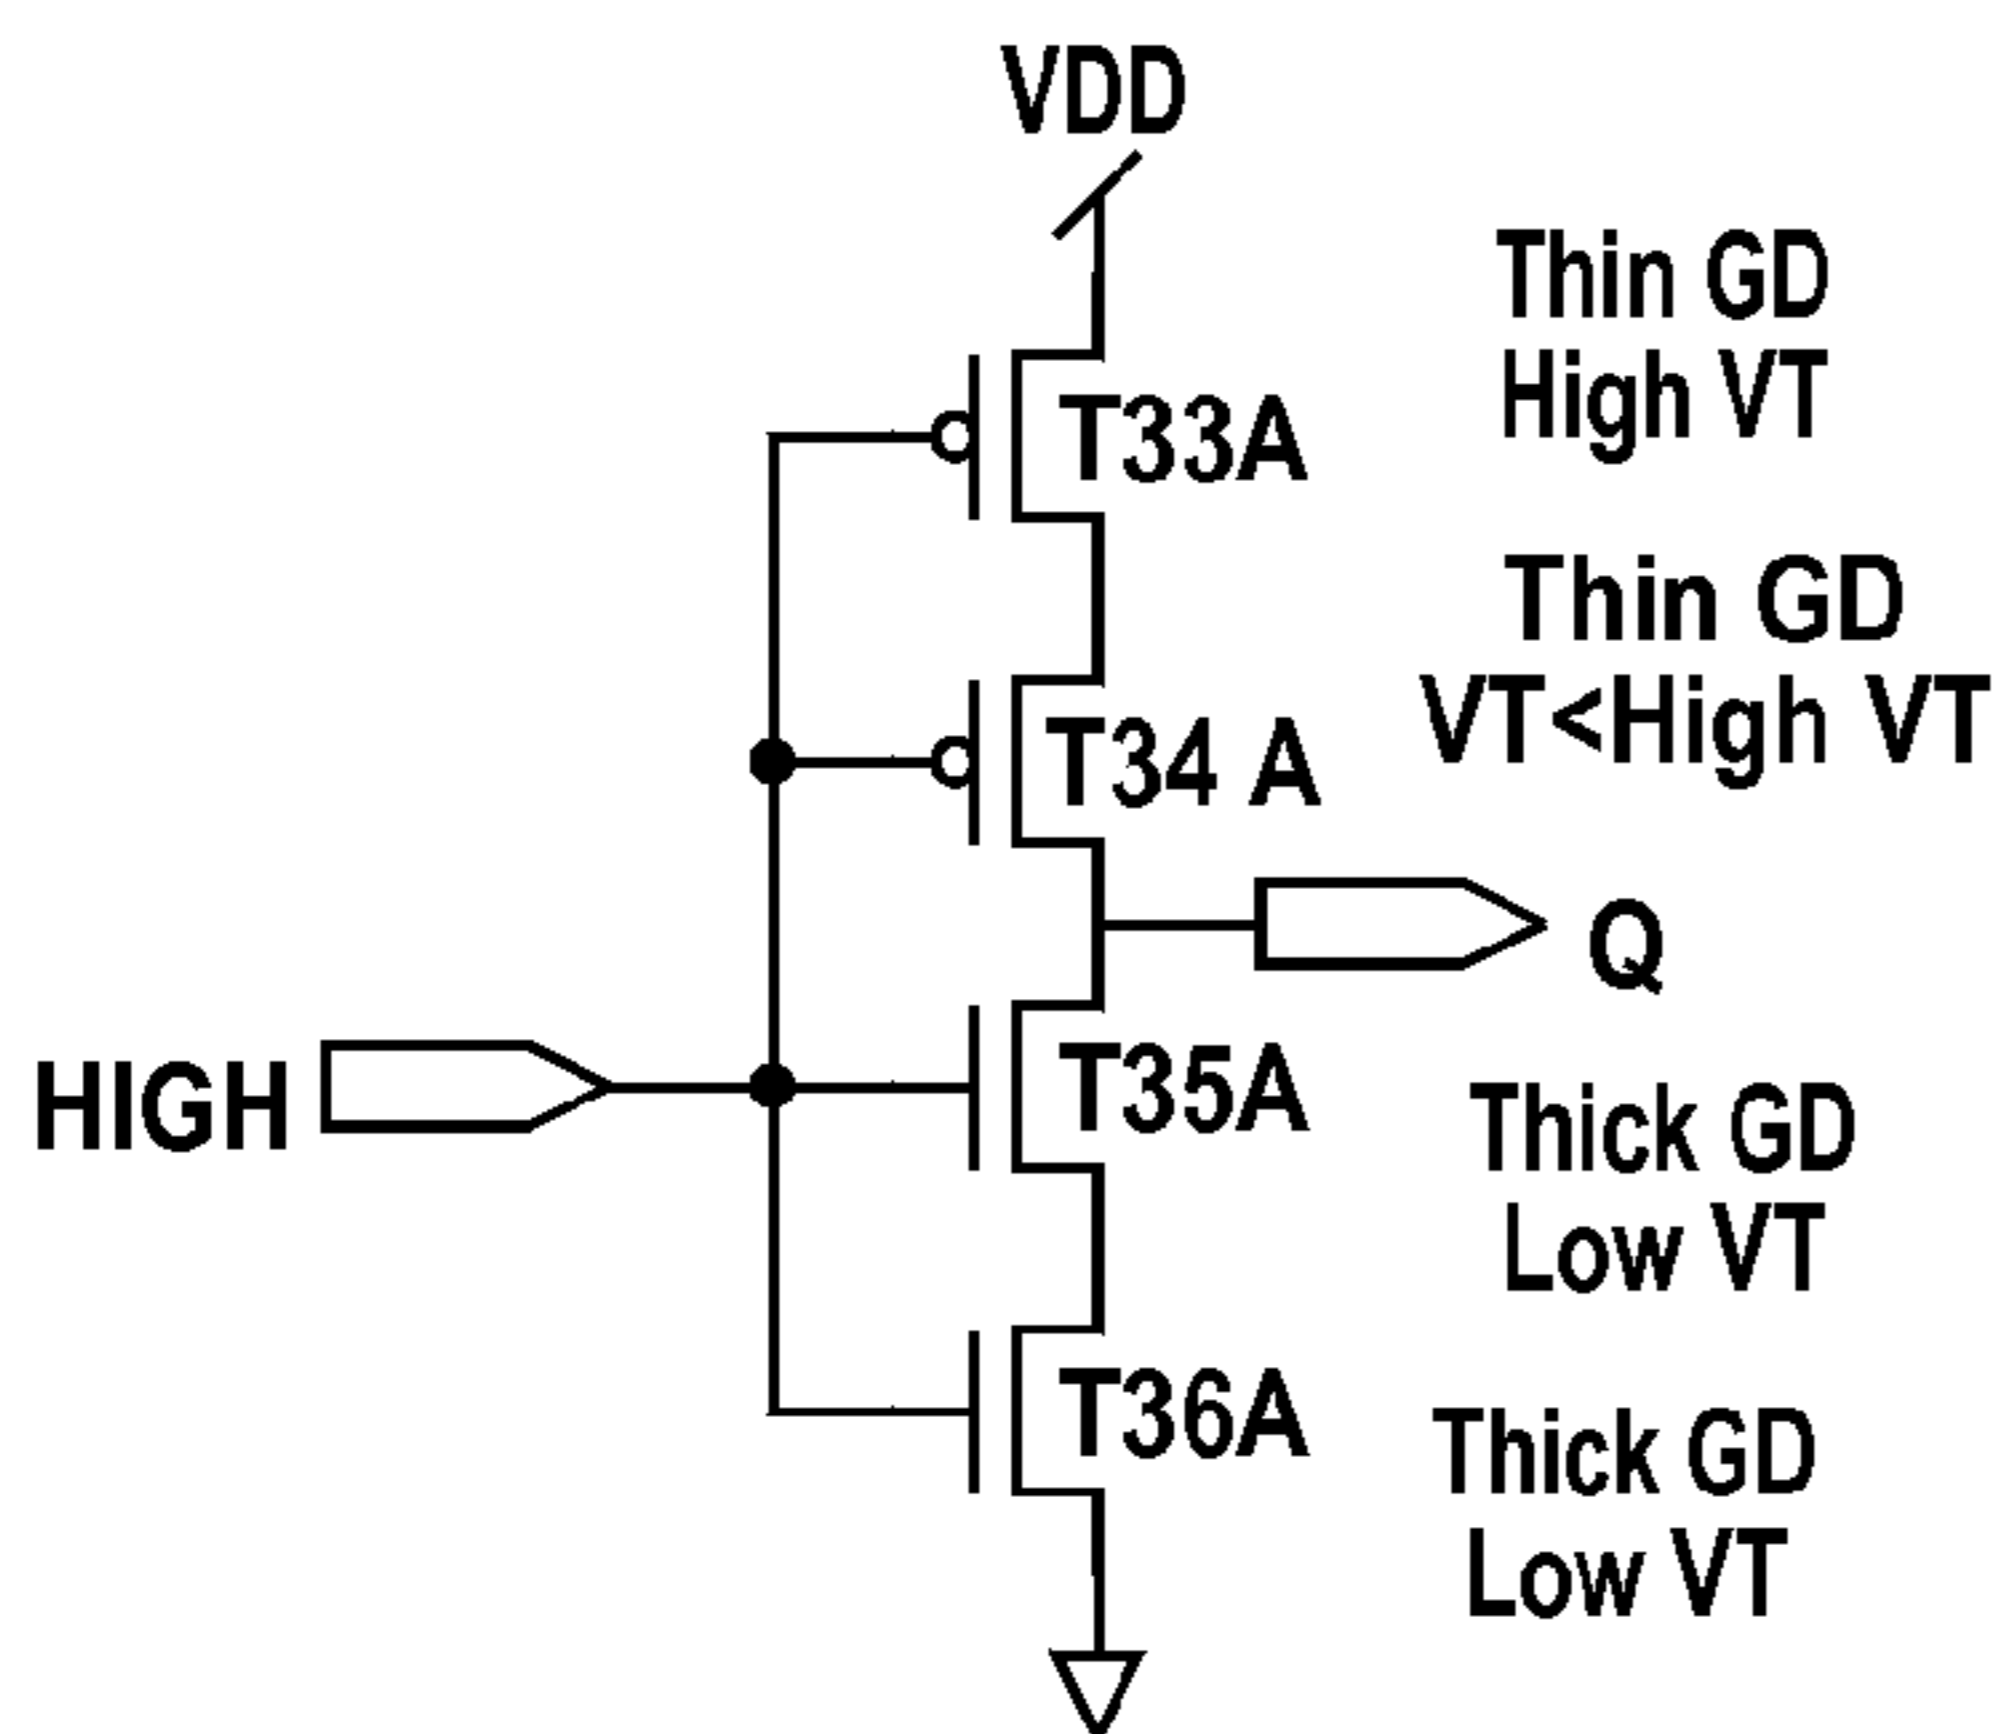 VDD
Thin GD
High VT
T33A
Thin GD
VT<High VT
T34 A
Q
HIGH
T35A
Thick GD
Low VT
T36A
Thick GD
Low VT